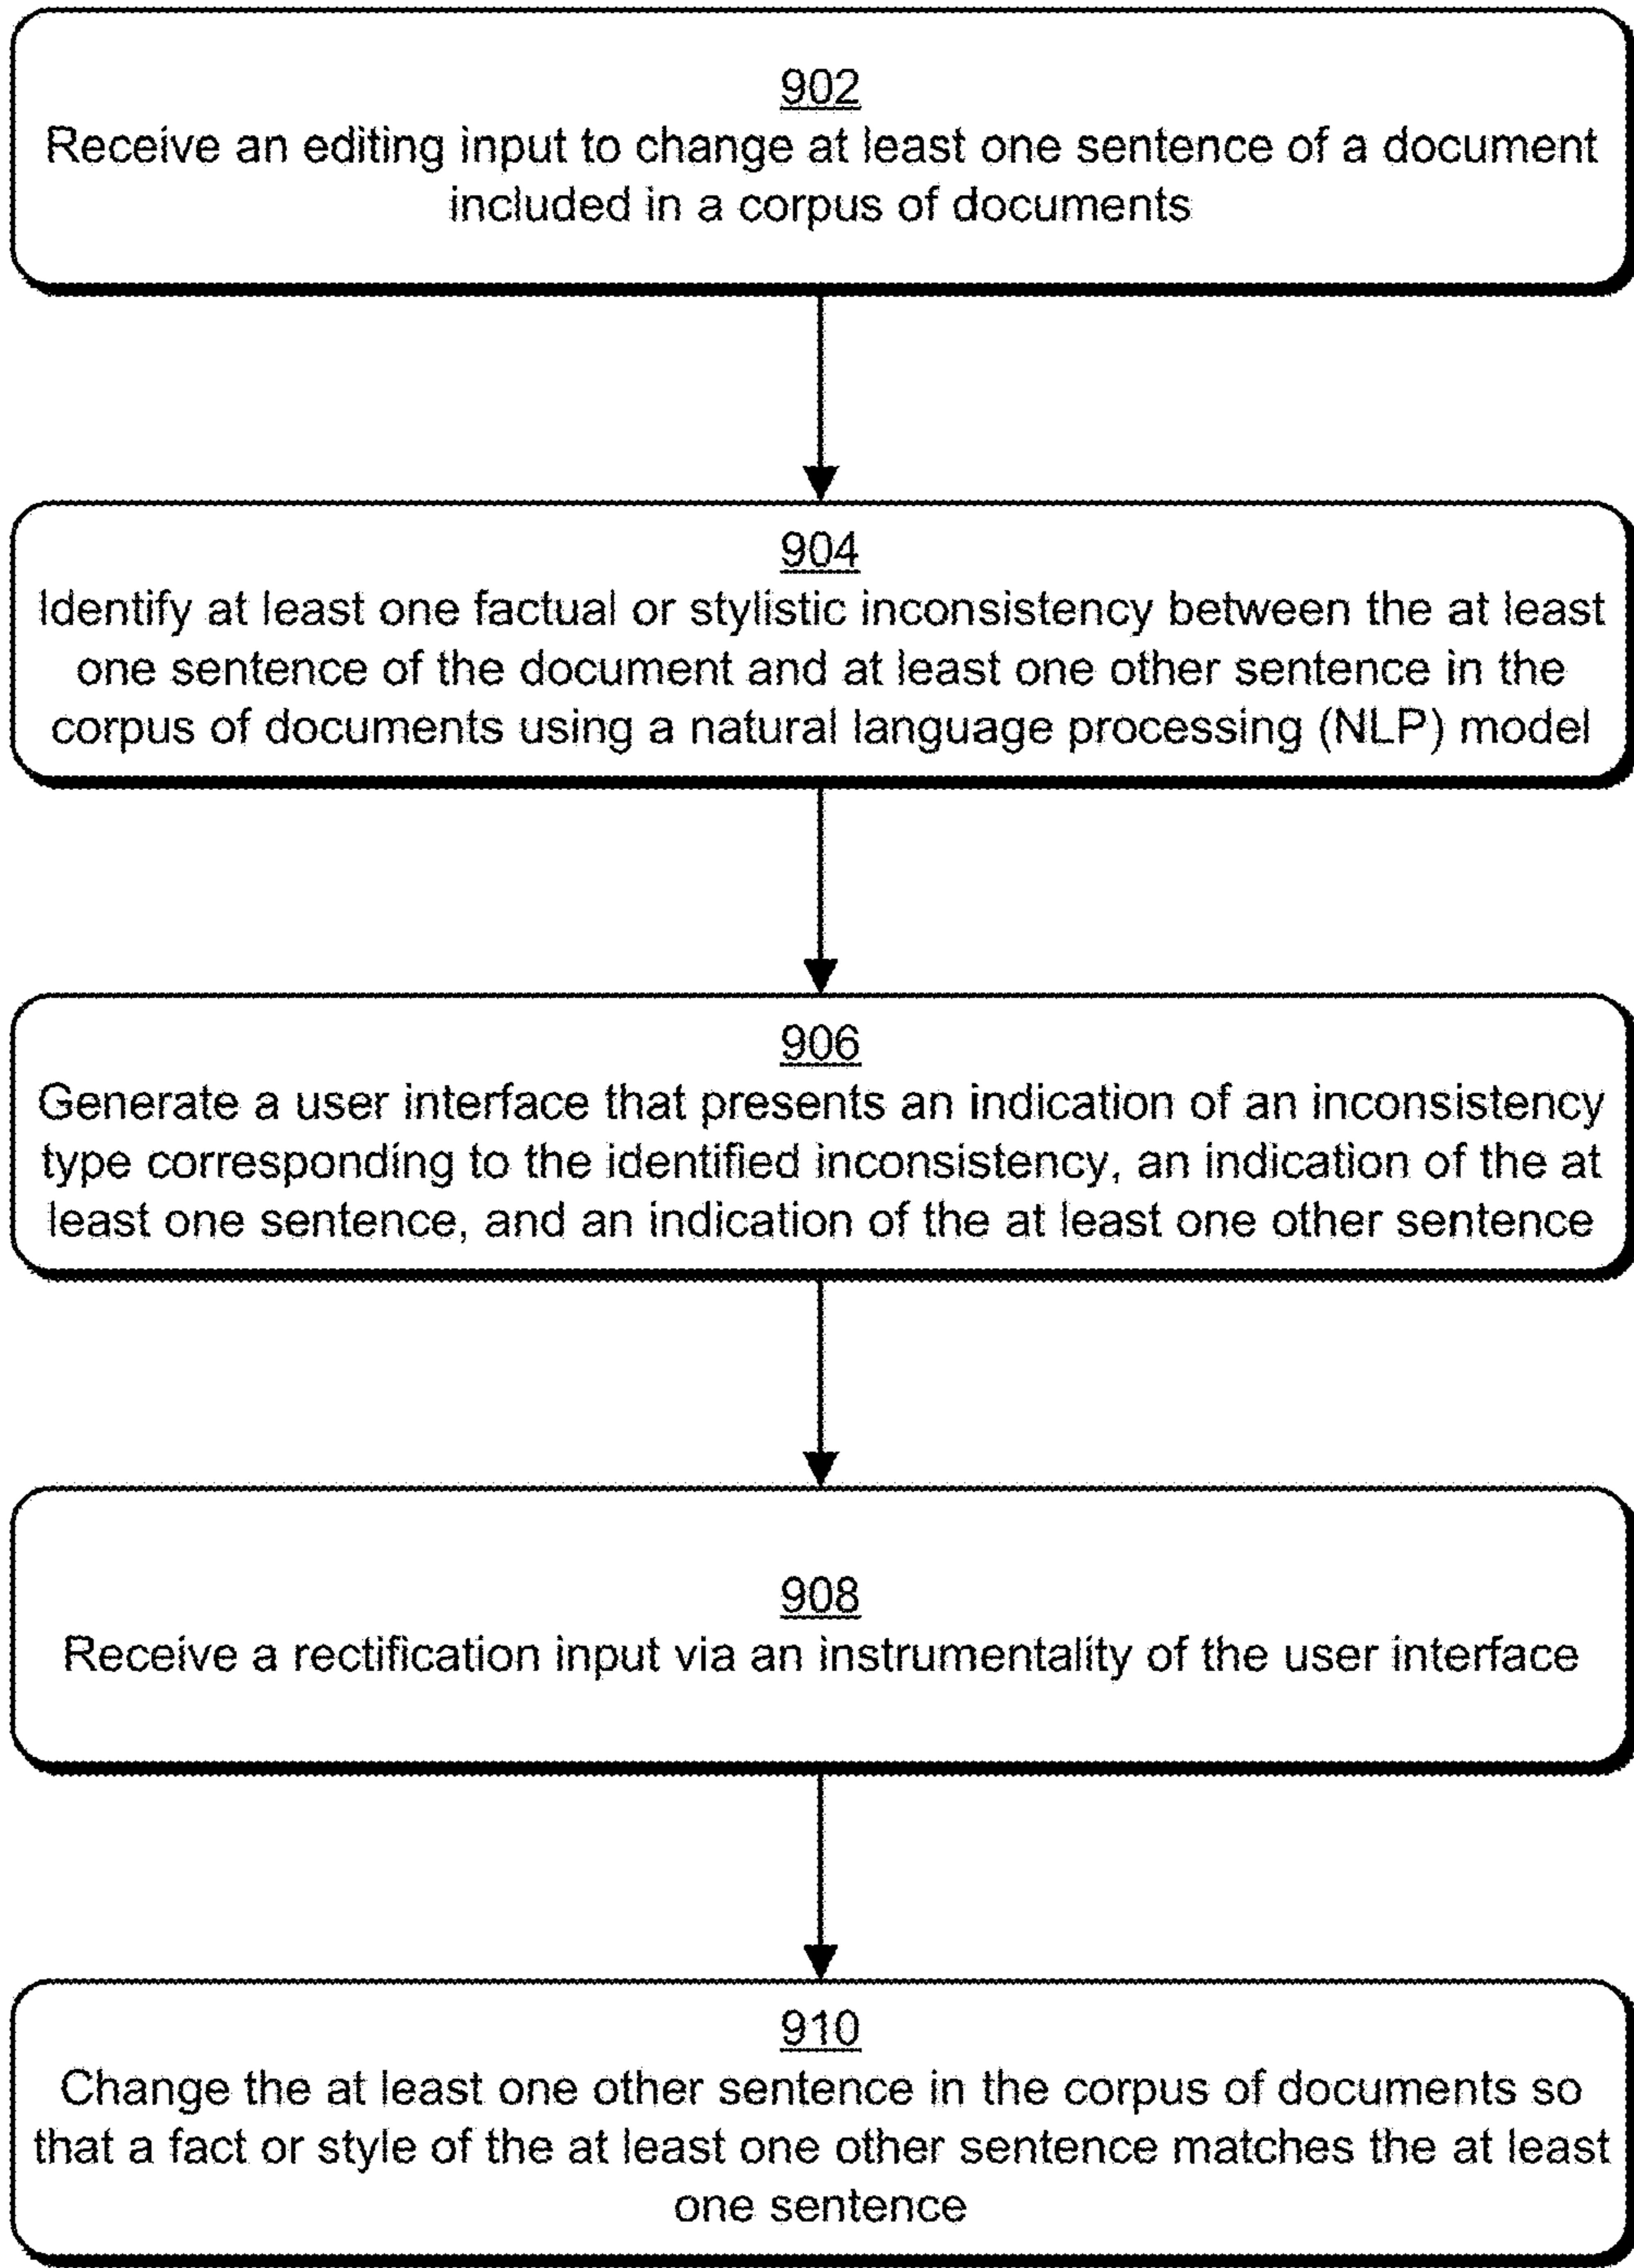 902
Receive an editing input to change at least one sentence of a document
included in a corpus of documents
904
Identify at least one factual or stylistic inconsistency between the at least
one sentence of the document and at least one other sentence in the
corpus of documents using a natural language processing (NLP) model
906
Generate a user interface that presents an indication of an inconsistency
type corresponding to the identified inconsistency, an indication of the at
least one sentence, and an indication of the at least one other sentence
908
Receive a rectification input via an instrumentality of the user interface
910
Change the at least one other sentence in the corpus of documents so
that a fact or style of the at least one other sentence matches the at least
one sentence